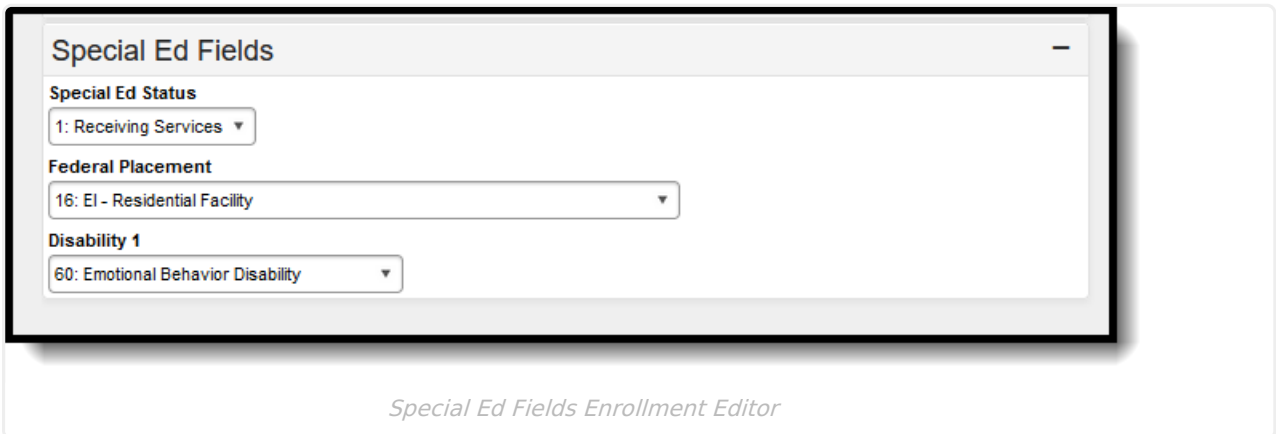 Special Ed Fields
Special Ed Status
1: Receiving Services
Federal Placement
16: EI - Residential Facility
Disability 1
60: Emotional Behavior Disability
Special Ed Fields Enrollment Editor